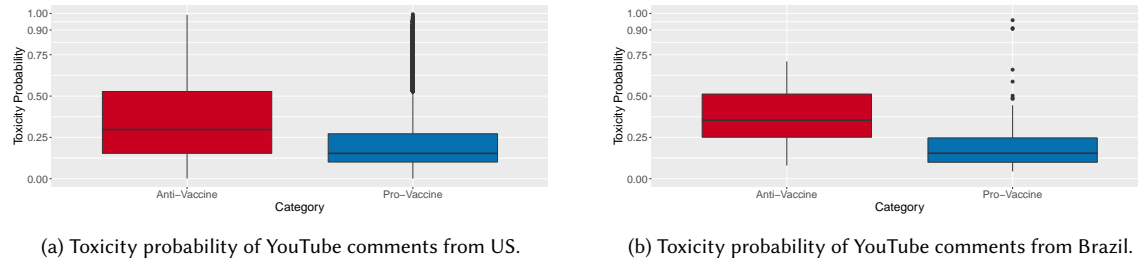 1.00
0.90
0.75
0.50
0.25
0.00
Toxicity Probability
Anti−Vaccine
Pro−Vaccine
Category
(a) Toxicity probability of YouTube comments from US.
1.00
0.90
0.75
0.50
0.25
0.00
Toxicity Probability
Anti−Vaccine
Pro−Vaccine
Category
(b) Toxicity probability of YouTube comments from Brazil.